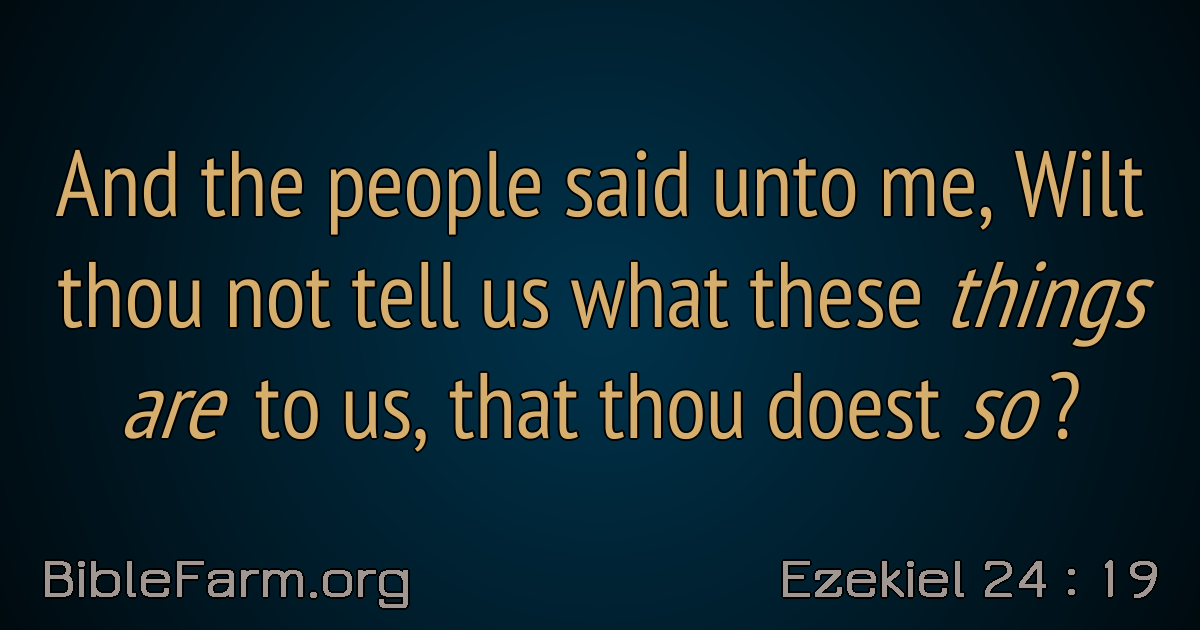 And the people said unto me, Wilt
thou not tell us what these things
are to us, that thou doest so?
BibleFarm.org
Ezekiel 24 : 19